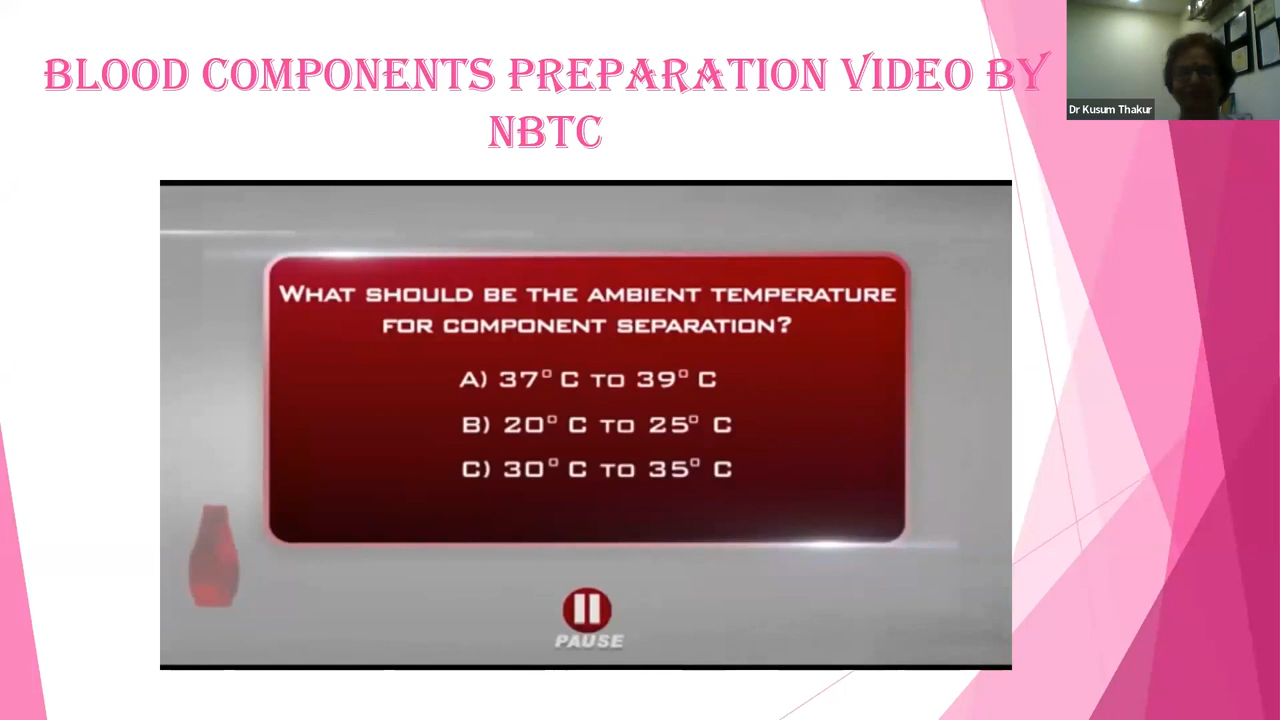 BLOOD COMPONENTS PREPARATION VIDEO BY
NBTC
Dr Kusum Thakur
WHAT SHOULD BE THE AMBIENT TEMPERATURE
FOR COMPONENT SEPARATION?
A) 37° C TO 39° C
B) 20° C TO 25° C
C) 30° C TO 35° C
PAUSE